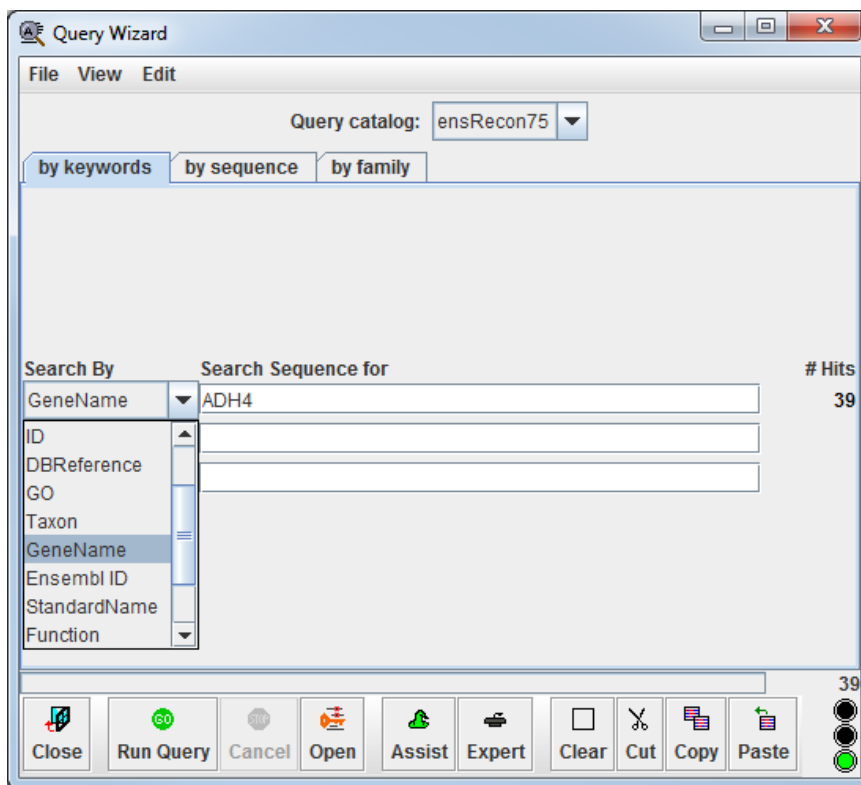 Query Wizard
File View Edit
Query catalog: ensRecon75
by keywords by sequence by family
Search By Search Sequence for # Hits
GeneName ADH4 39
ID
DBReference
GO
Taxon
GeneName
Ensembl ID
StandardName
Function
39
GO STOP
Close Run Query Cancel Open Assist Expert Clear Cut Copy Paste